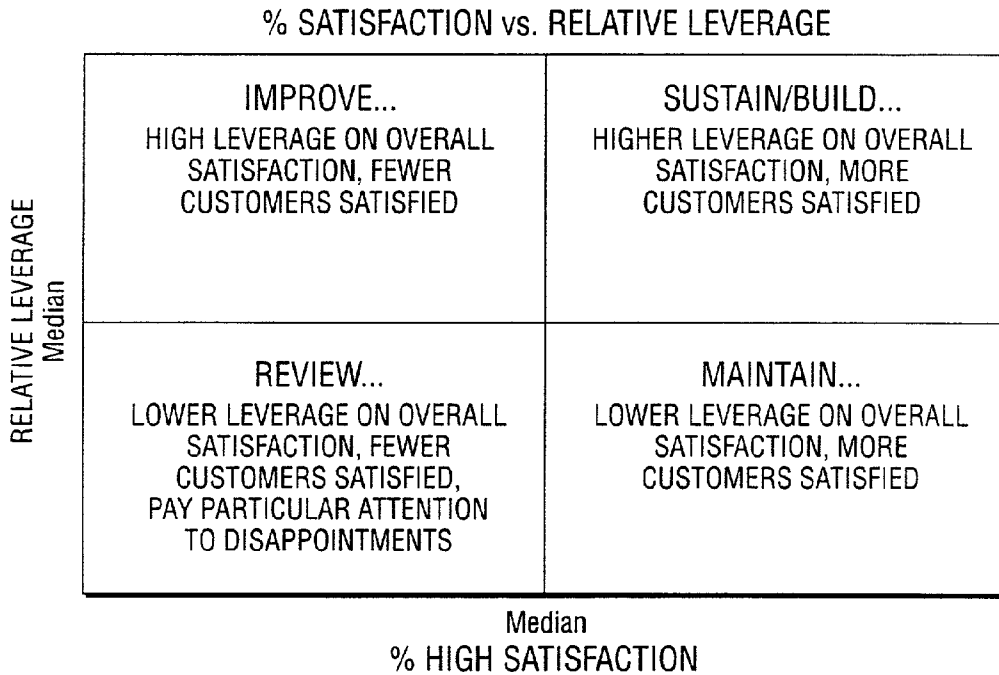 % SATISFACTION vs. RELATIVE LEVERAGE
IMPROVE...
HIGH LEVERAGE ON OVERALL
SATISFACTION, FEWER
CUSTOMERS SATISFIED
SUSTAIN/BUILD...
HIGHER LEVERAGE ON OVERALL
SATISFACTION, MORE
CUSTOMERS SATISFIED
RELATIVE LEVERAGE
Median
REVIEW...
LOWER LEVERAGE ON OVERALL
SATISFACTION, FEWER
CUSTOMERS SATISFIED,
PAY PARTICULAR ATTENTION
TO DISAPPOINTMENTS
MAINTAIN...
LOWER LEVERAGE ON OVERALL
SATISFACTION, MORE
CUSTOMERS SATISFIED
Median
% HIGH SATISFACTION